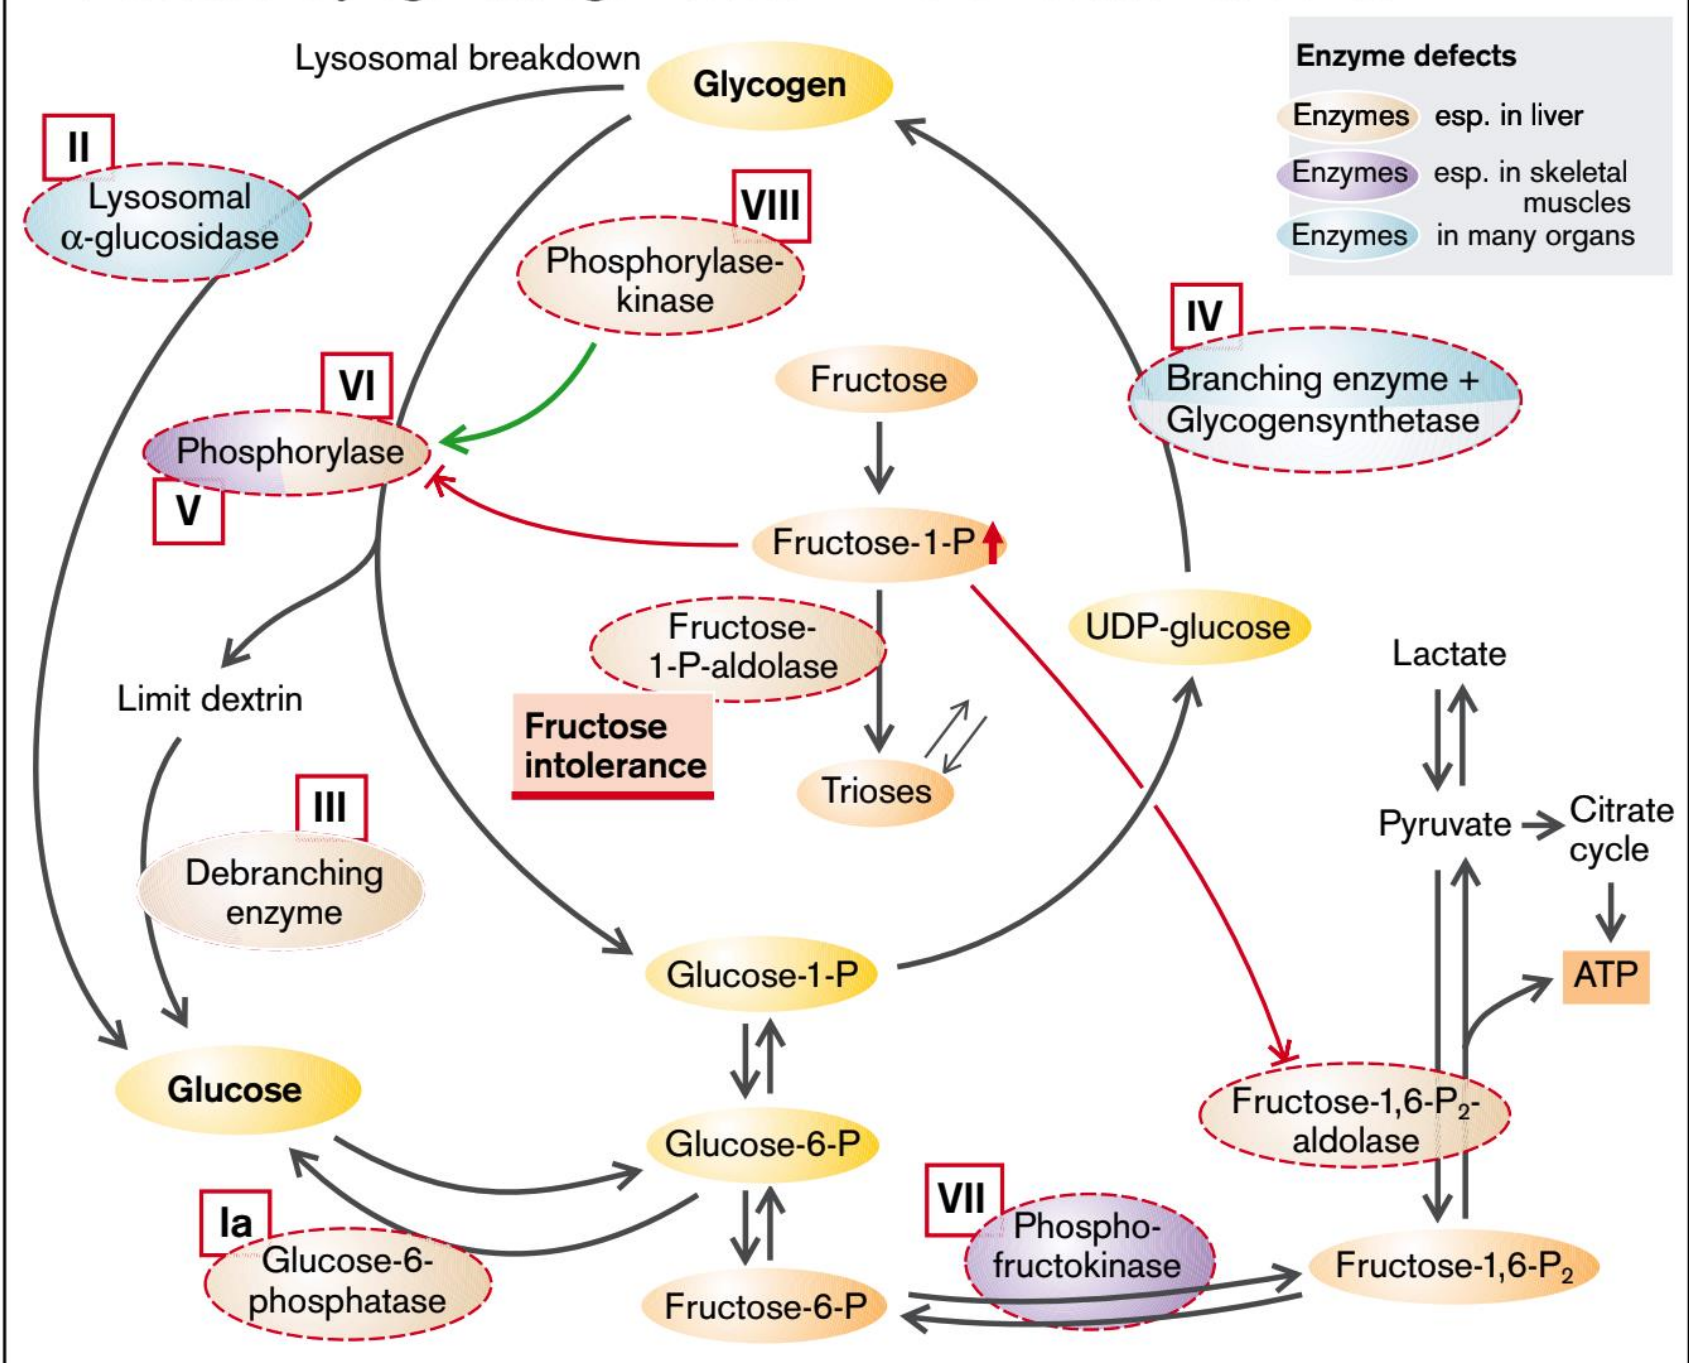 Lysosomal breakdown
Glycogen
Enzyme defects
Enzymes esp. in liver
Enzymes esp. in skeletal
muscles
Enzymes in many organs
II
Lysosomal
α-glucosidase
VIII
Phosphorylase-
kinase
IV
Branching enzyme +
Glycogensynthetase
VI
Phosphorylase
V
Fructose
Fructose-1-P
Fructose-
1-P-aldolase
Fructose
intolerance
Trioses
UDP-glucose
Lactate
Pyruvate
Citrate
cycle
ATP
Limit dextrin
III
Debranching
enzyme
Glucose-1-P
Glucose
Glucose-6-P
Fructose-1,6-P₂-
aldolase
Ia
Glucose-6-
phosphatase
VII
Phospho-
fructokinase
Fructose-6-P
Fructose-1,6-P₂